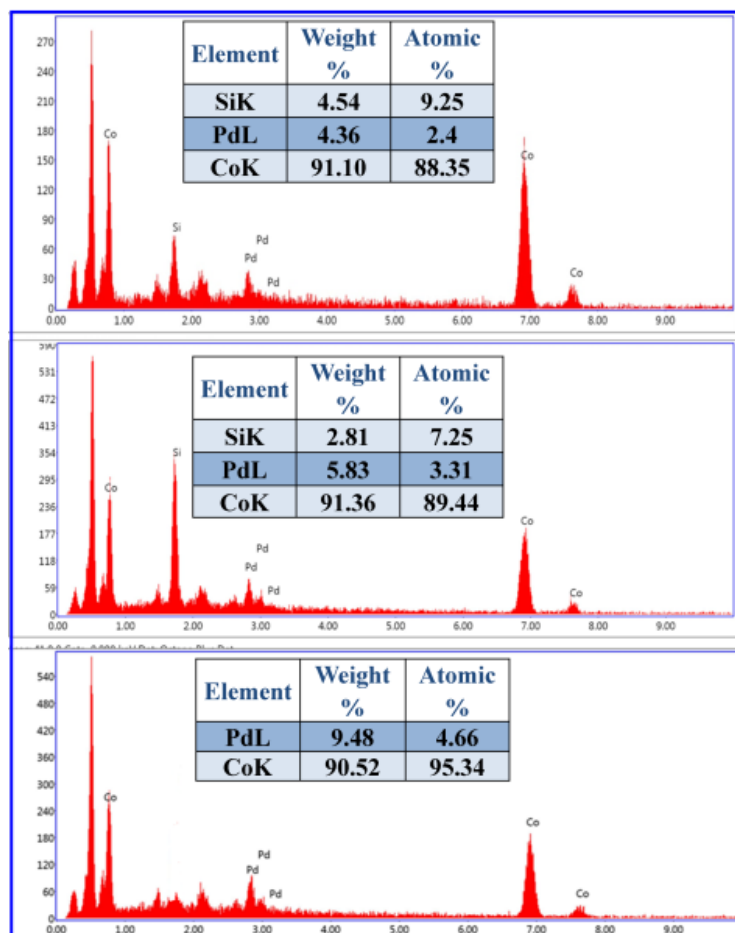 270
240
210
180
150
120
90
60
30
0
Element Weight % Atomic %
SiK 4.54 9.25
PdL 4.36 2.4
CoK 91.10 88.35
Co
Si
Pd
Pd
Pd
Co
Co
0.00 1.00 2.00 3.00 4.00 5.00 6.00 7.00 8.00 9.00
590
531
472
413
354
295
236
177
118
59
0
Element Weight % Atomic %
SiK 2.81 7.25
PdL 5.83 3.31
CoK 91.36 89.44
Co
Si
Pd
Pd
Pd
Co
Co
0.00 1.00 2.00 3.00 4.00 5.00 6.00 7.00 8.00 9.00
540
480
420
360
300
240
180
120
60
0
Element Weight % Atomic %
PdL 9.48 4.66
CoK 90.52 95.34
Co
Pd
Pd
Pd
Co
Co
0.00 1.00 2.00 3.00 4.00 5.00 6.00 7.00 8.00 9.00